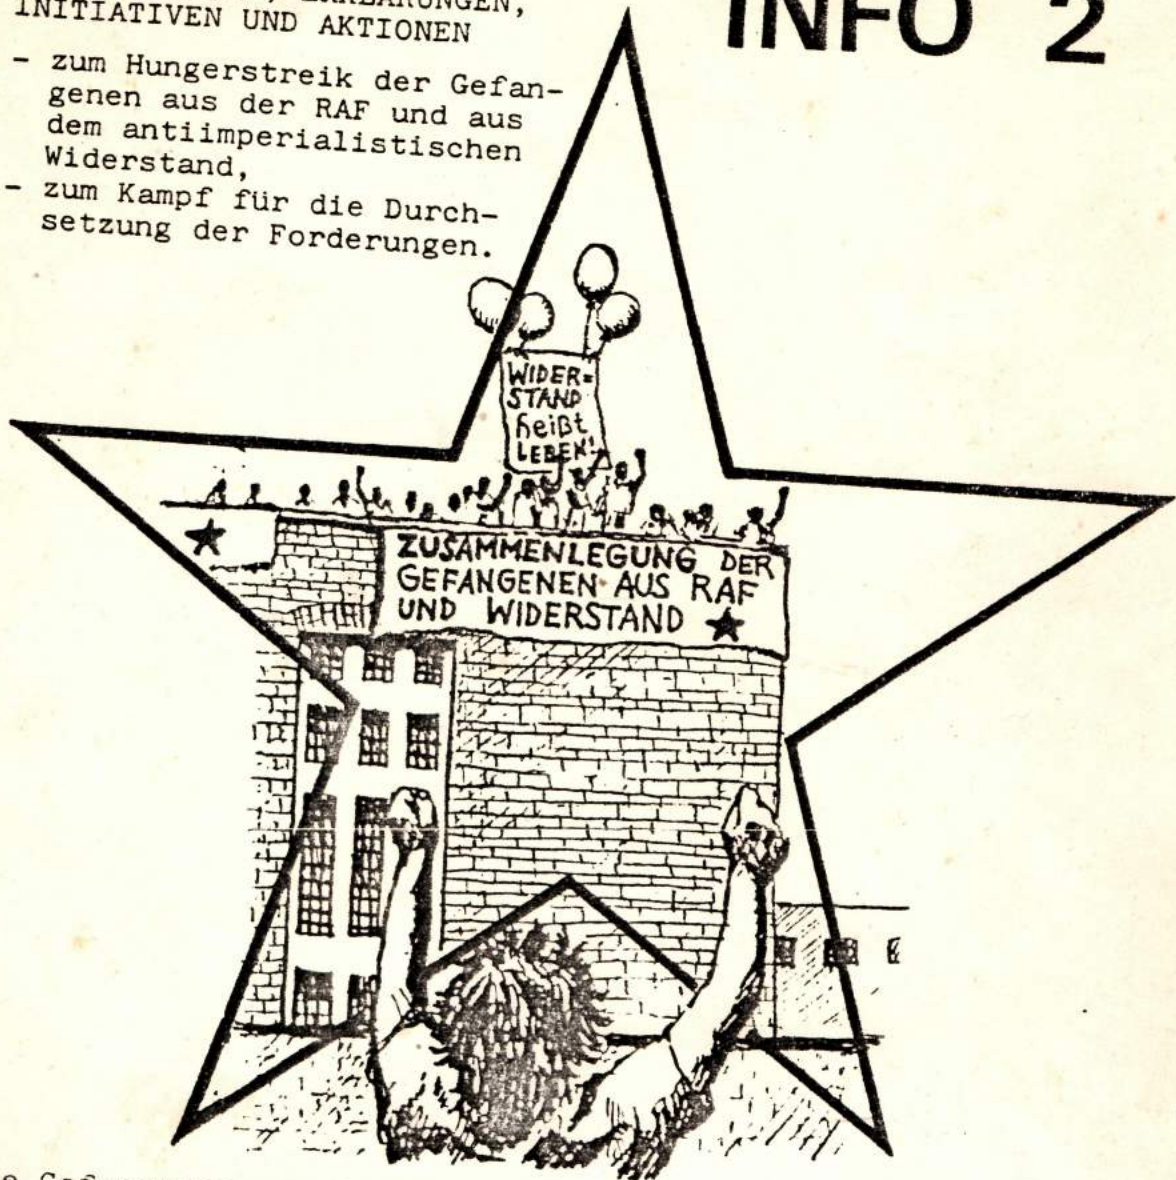 INFO 2
ERKLÄRUNGEN,
INITIATIVEN UND AKTIONEN
- zum Hungerstreik der Gefan-
genen aus der RAF und aus
dem antiimperialistischen
Widerstand,
- zum Kampf für die Durch-
setzung der Forderungen.
WIDER=
STAND
heißt
LEBEN!
ZUSAMMENLEGUNG DER
GEFANGENEN AUS RAF
UND WIDERSTAND